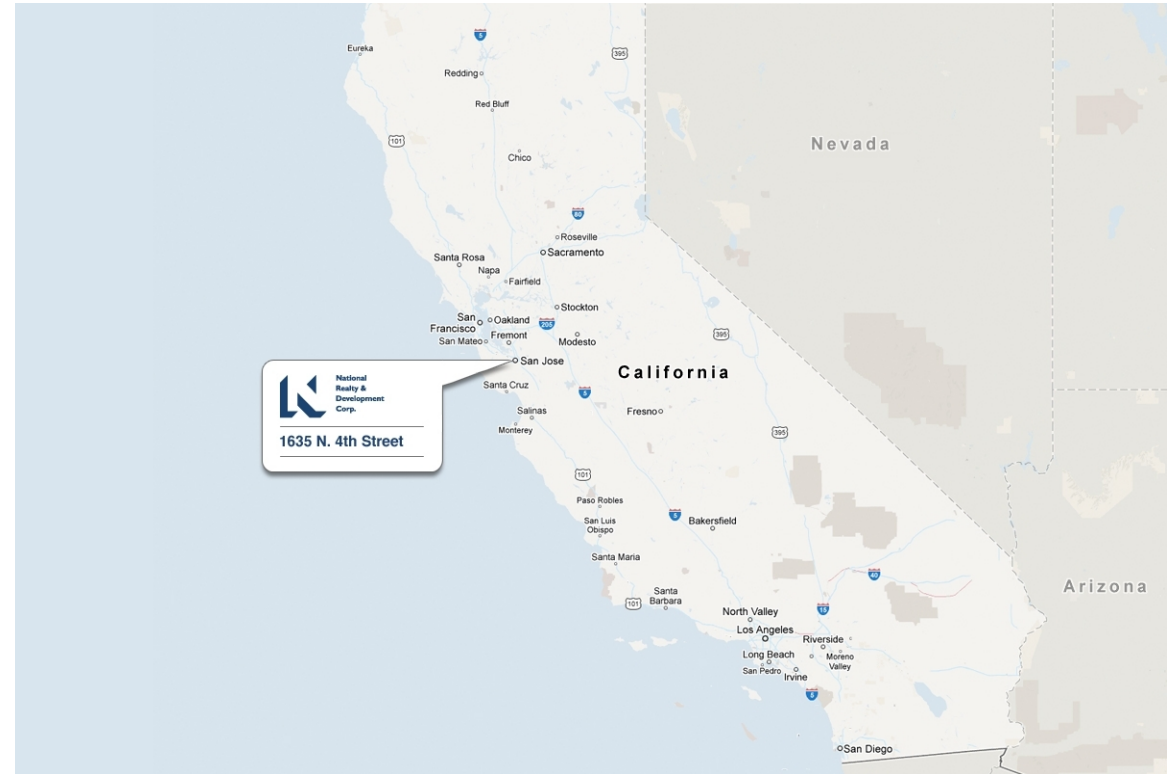 5
Eureka
395
Redding
Red Bluff
101
Nevada
Chico
80
Roseville
Sacramento
Santa Rosa
Napa
Fairfield
Stockton
San
Francisco
Oakland
205
395
Fremont
San Mateo
Modesto
San Jose
California
National
Realty &
Development
Corp.
1635 N. 4th Street
Santa Cruz
5
Salinas
Fresno
Monterey
395
101
Paso Robles
5
San Luis
Obispo
Bakersfield
Santa Maria
40
Arizona
Santa
Barbara
101
15
North Valley
Los Angeles
Riverside
Long Beach
Moreno
Valley
San Pedro
Irvine
5
San Diego